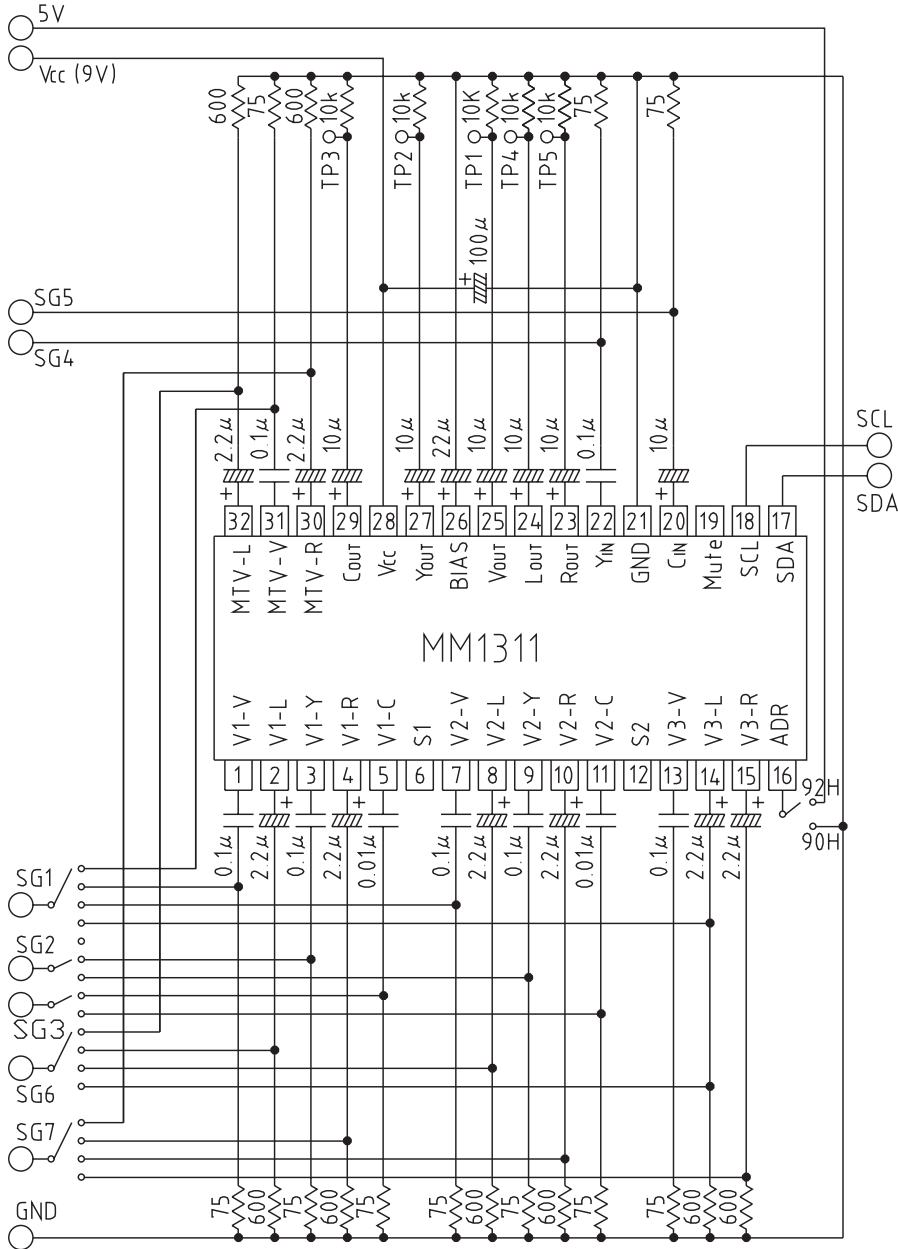 5V
Vcc (9V)
600
75
600
10k
10k
10K
10k
10k
75
75
TP3
TP2
TP1
TP4
TP5
+
100μ
SG5
SG4
2.2μ
0.1μ
2.2μ
10μ
10μ
22μ
10μ
10μ
10μ
0.1μ
10μ
SCL
SDA
+ + + + + + + + +
32 31 30 29 28 27 26 25 24 23 22 21 20 19 18 17
MTV-L
MTV-V
MTV-R
COUT
Vcc
YOUT
BIAS
VOUT
LOUT
ROUT
YIN
GND
CIN
Mute
SCL
SDA
MM1311
V1-V
V1-L
V1-Y
V1-R
V1-C
S1
V2-V
V2-L
V2-Y
V2-R
V2-C
S2
V3-V
V3-L
V3-R
ADR
1 2 3 4 5 6 7 8 9 10 11 12 13 14 15 16
+ + + + + +
92H
90H
0.1μ
2.2μ
0.1μ
2.2μ
0.01μ
0.1μ
2.2μ
0.1μ
2.2μ
0.01μ
0.1μ
2.2μ
2.2μ
SG1
SG2
SG3
SG6
SG7
GND
75
600
75
600
75
75
600
75
600
75
75
600
600